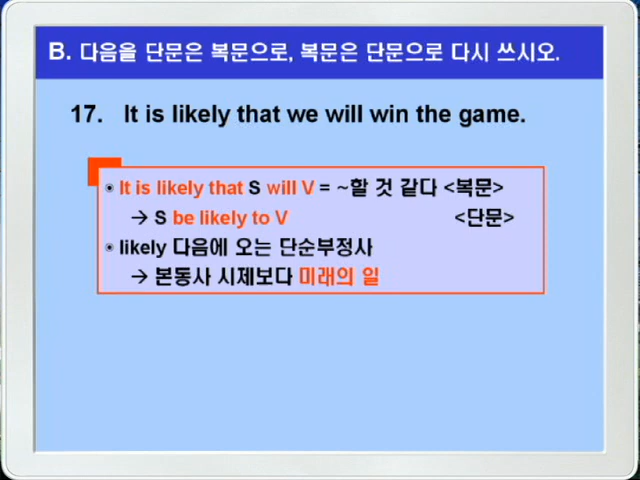 B. 다음을 단문은 복문으로, 복문은 단문으로 다시 쓰시오.
17. It is likely that we will win the game.
◉ It is likely that S will V = ~할 것 같다 <복문>
→ S be likely to V <단문>
◉ likely 다음에 오는 단순부정사
→ 본동사 시제보다 미래의 일